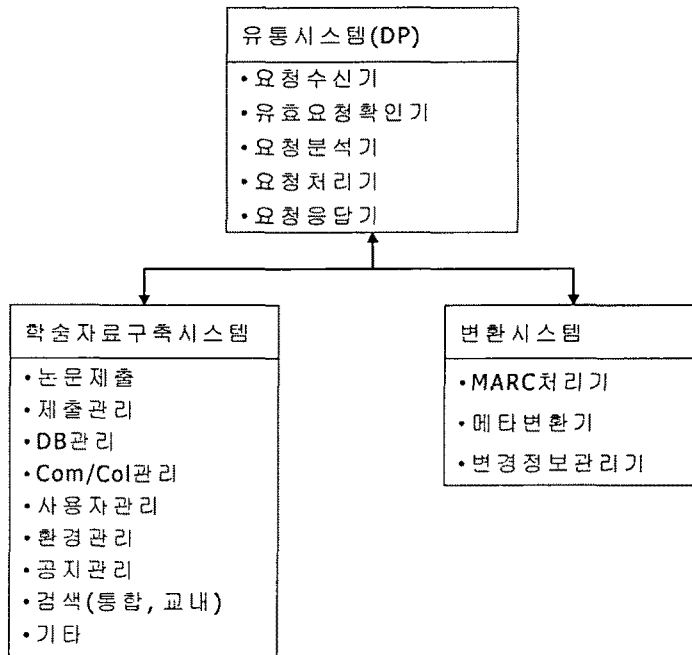 유통시스템(DP)
•요청수신기
•유효요청확인기
•요청분석기
•요청처리기
•요청응답기
학술자료구축시스템
•논문제출
•제출관리
•DB관리
•Com/Col관리
•사용자관리
•환경관리
•공지관리
•검색(통합, 교내)
•기타
변환시스템
•MARC처리기
•메타변환기
•변경정보관리기